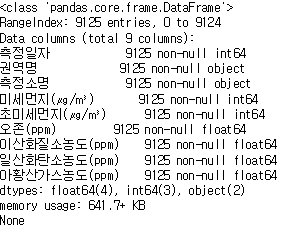 <class 'pandas.core.frame.DataFrame'>
RangeIndex: 9125 entries, 0 to 9124
Data columns (total 9 columns):
측정일자 9125 non-null int64
권역명 9125 non-null object
측정소명 9125 non-null object
미세먼지(㎍/㎥) 9125 non-null int64
초미세먼지(㎍/㎥) 9125 non-null int64
오존(ppm) 9125 non-null float64
이산화질소농도(ppm) 9125 non-null float64
일산화탄소농도(ppm) 9125 non-null float64
아황산가스농도(ppm) 9125 non-null float64
dtypes: float64(4), int64(3), object(2)
memory usage: 641.7+ KB
None